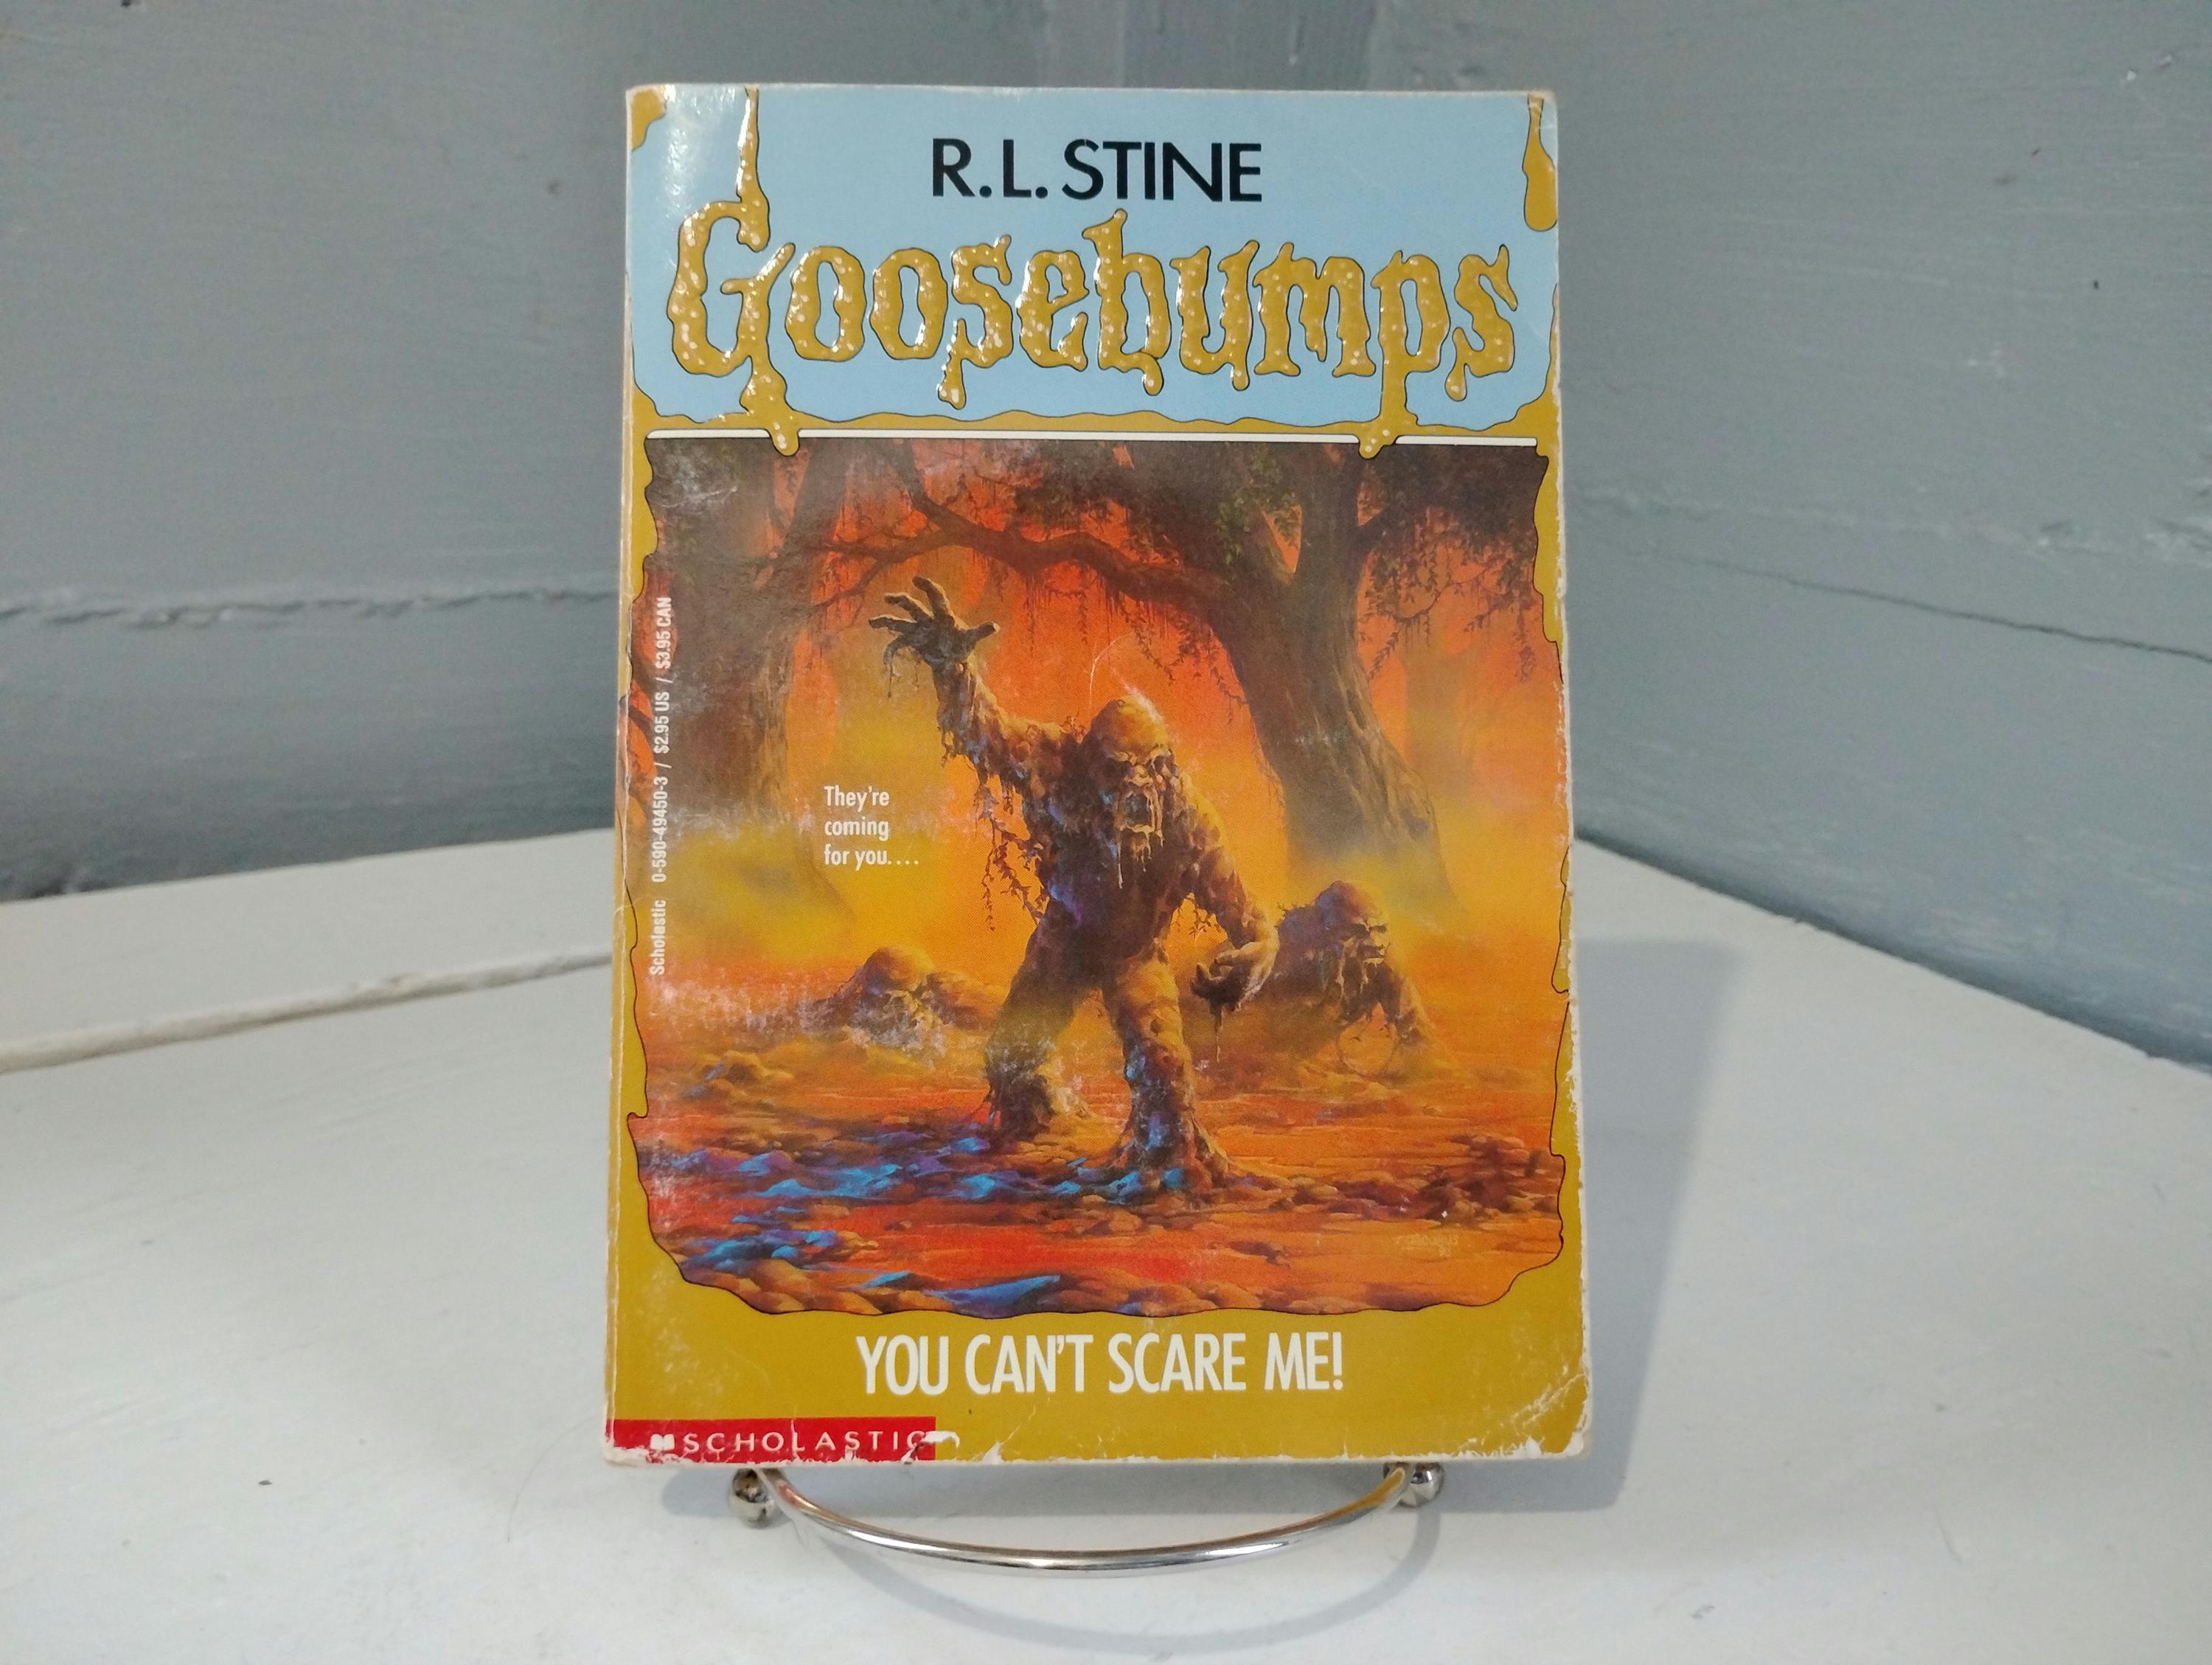 R.L. STINE
Goosebumps
Scholastic 0-590-49450-3 / $2.95 US / $3.95 CAN
They're
coming
for you....
YOU CAN'T SCARE ME!
SCHOLASTIC